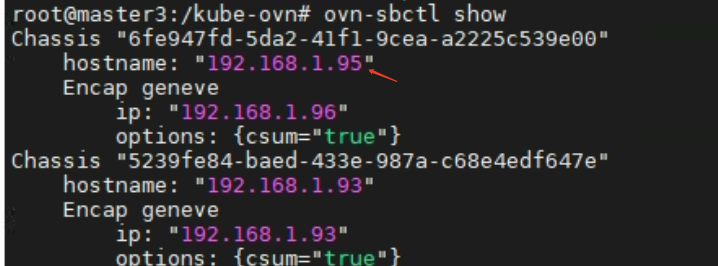 root@master3:/kube-ovn# ovn-sbctl show
Chassis "6fe947fd-5da2-41f1-9cea-a2225c539e00"
hostname: "192.168.1.95"
Encap geneve
ip: "192.168.1.96"
options: {csum="true"}
Chassis "5239fe84-baed-433e-987a-c68e4edf647e"
hostname: "192.168.1.93"
Encap geneve
ip: "192.168.1.93"
options: {csum="true"}